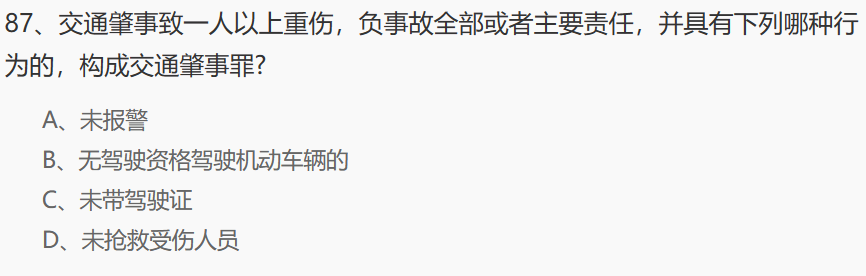 87、交通肇事致一人以上重伤，负事故全部或者主要责任，并具有下列哪种行
为的，构成交通肇事罪?
A、未报警
B、无驾驶资格驾驶机动车辆的
C、未带驾驶证
D、未抢救受伤人员